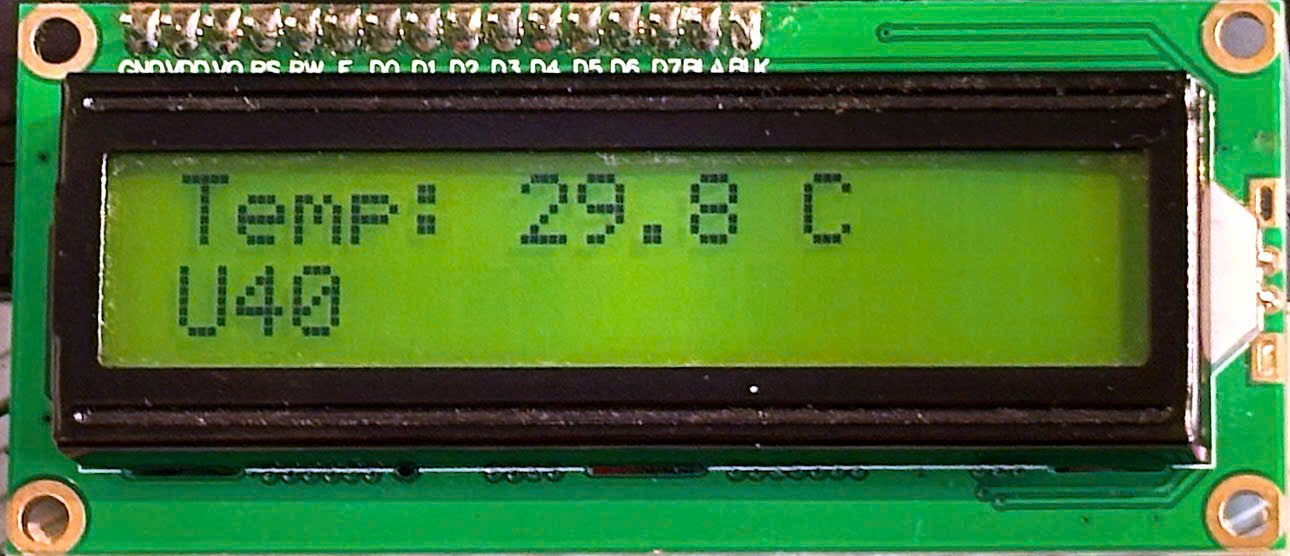 GND VDD VO RS RW E D0 D1 D2 D3 D4 D5 D6 D7 BLA BLK
Temp: 29.8 C
U40